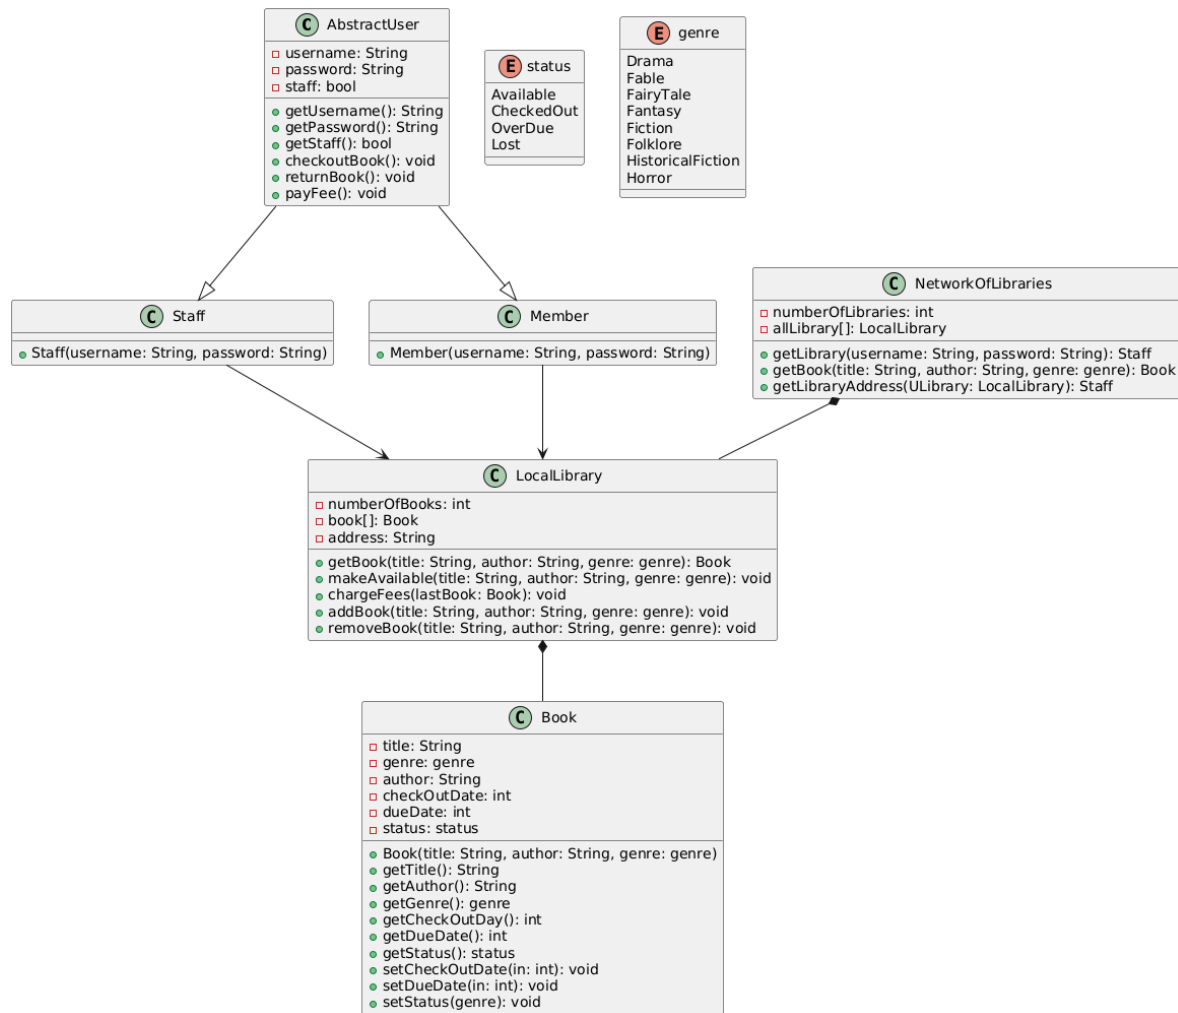 C AbstractUser
username: String
password: String
staff: bool
getUsername(): String
getPassword(): String
getStaff(): bool
checkoutBook(): void
returnBook(): void
payFee(): void
E status
Available
CheckedOut
OverDue
Lost
E genre
Drama
Fable
FairyTale
Fantasy
Fiction
Folklore
HistoricalFiction
Horror
C Staff
Staff(username: String, password: String)
C Member
Member(username: String, password: String)
C NetworkOfLibraries
numberOfLibraries: int
allLibrary[]: LocalLibrary
getLibrary(username: String, password: String): Staff
getBook(title: String, author: String, genre: genre): Book
getLibraryAddress(ULibrary: LocalLibrary): Staff
C LocalLibrary
numberOfBooks: int
book[]: Book
address: String
getBook(title: String, author: String, genre: genre): Book
makeAvailable(title: String, author: String, genre: genre): void
chargeFees(lastBook: Book): void
addBook(title: String, author: String, genre: genre): void
removeBook(title: String, author: String, genre: genre): void
C Book
title: String
genre: genre
author: String
checkOutDate: int
dueDate: int
status: status
Book(title: String, author: String, genre: genre)
getTitle(): String
getAuthor(): String
getGenre(): genre
getCheckOutDay(): int
getDueDate(): int
getStatus(): status
setCheckOutDate(in: int): void
setDueDate(in: int): void
setStatus(genre): void